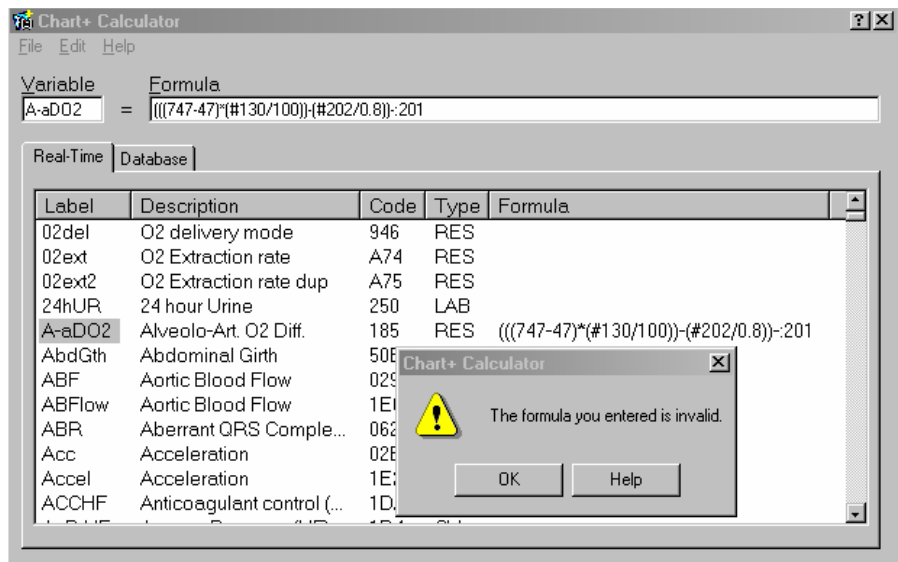 Chart+ Calculator
File Edit Help
Variable Formula
A-aDO2 = (((747-47)*(#130/100))-(#202/0.8))-:201
Real-Time Database
Label Description Code Type Formula
02del O2 delivery mode 946 RES
02ext O2 Extraction rate A74 RES
02ext2 O2 Extraction rate dup A75 RES
24hUR 24 hour Urine 250 LAB
A-aDO2 Alveolo-Art. O2 Diff. 185 RES (((747-47)*(#130/100))-(#202/0.8))-:201
AbdGth Abdominal Girth
ABF Aortic Blood Flow
ABFlow Aortic Blood Flow
ABR Aberrant QRS Comple... 062
Acc Acceleration
Accel Acceleration
ACCHF Anticoagulant control (...
Chart+ Calculator
The formula you entered is invalid.
OK Help